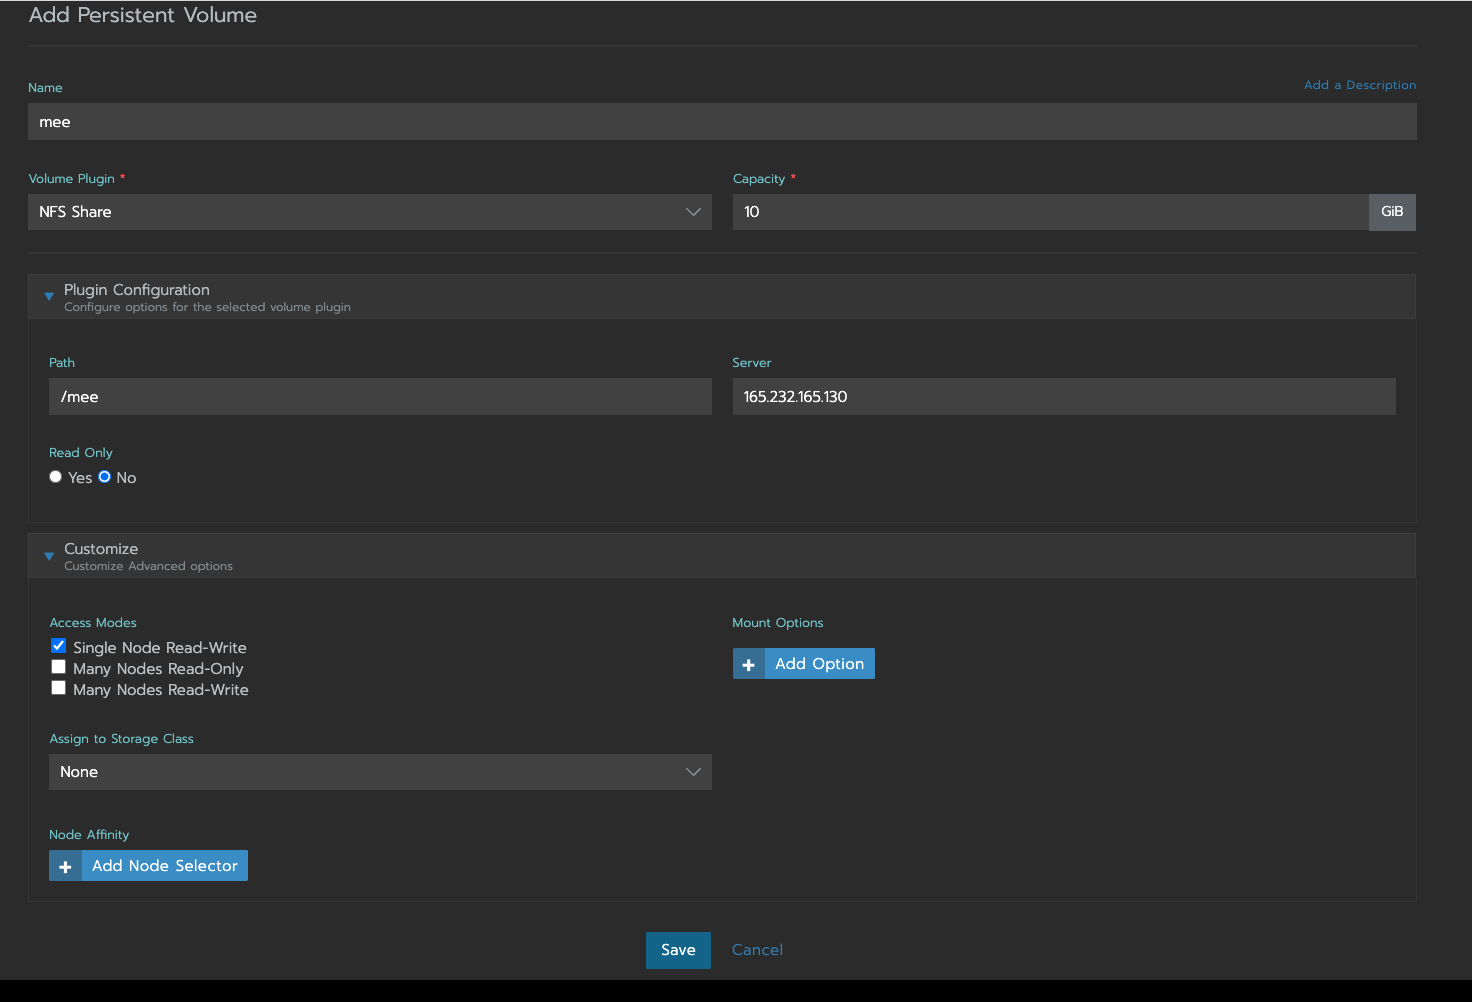 Add Persistent Volume
Name
Add a Description
mee
Volume Plugin *
Capacity *
NFS Share
10
GiB
Plugin Configuration
Configure options for the selected volume plugin
Path
Server
/mee
165.232.165.130
Read Only
Yes No
Customize
Customize Advanced options
Access Modes
Mount Options
Single Node Read-Write
Many Nodes Read-Only
Many Nodes Read-Write
+ Add Option
Assign to Storage Class
None
Node Affinity
+ Add Node Selector
Save
Cancel